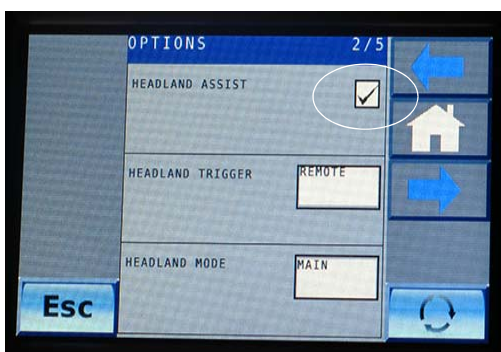 OPTIONS 2/5
HEADLAND ASSIST
HEADLAND TRIGGER REMOTE
HEADLAND MODE MAIN
Esc